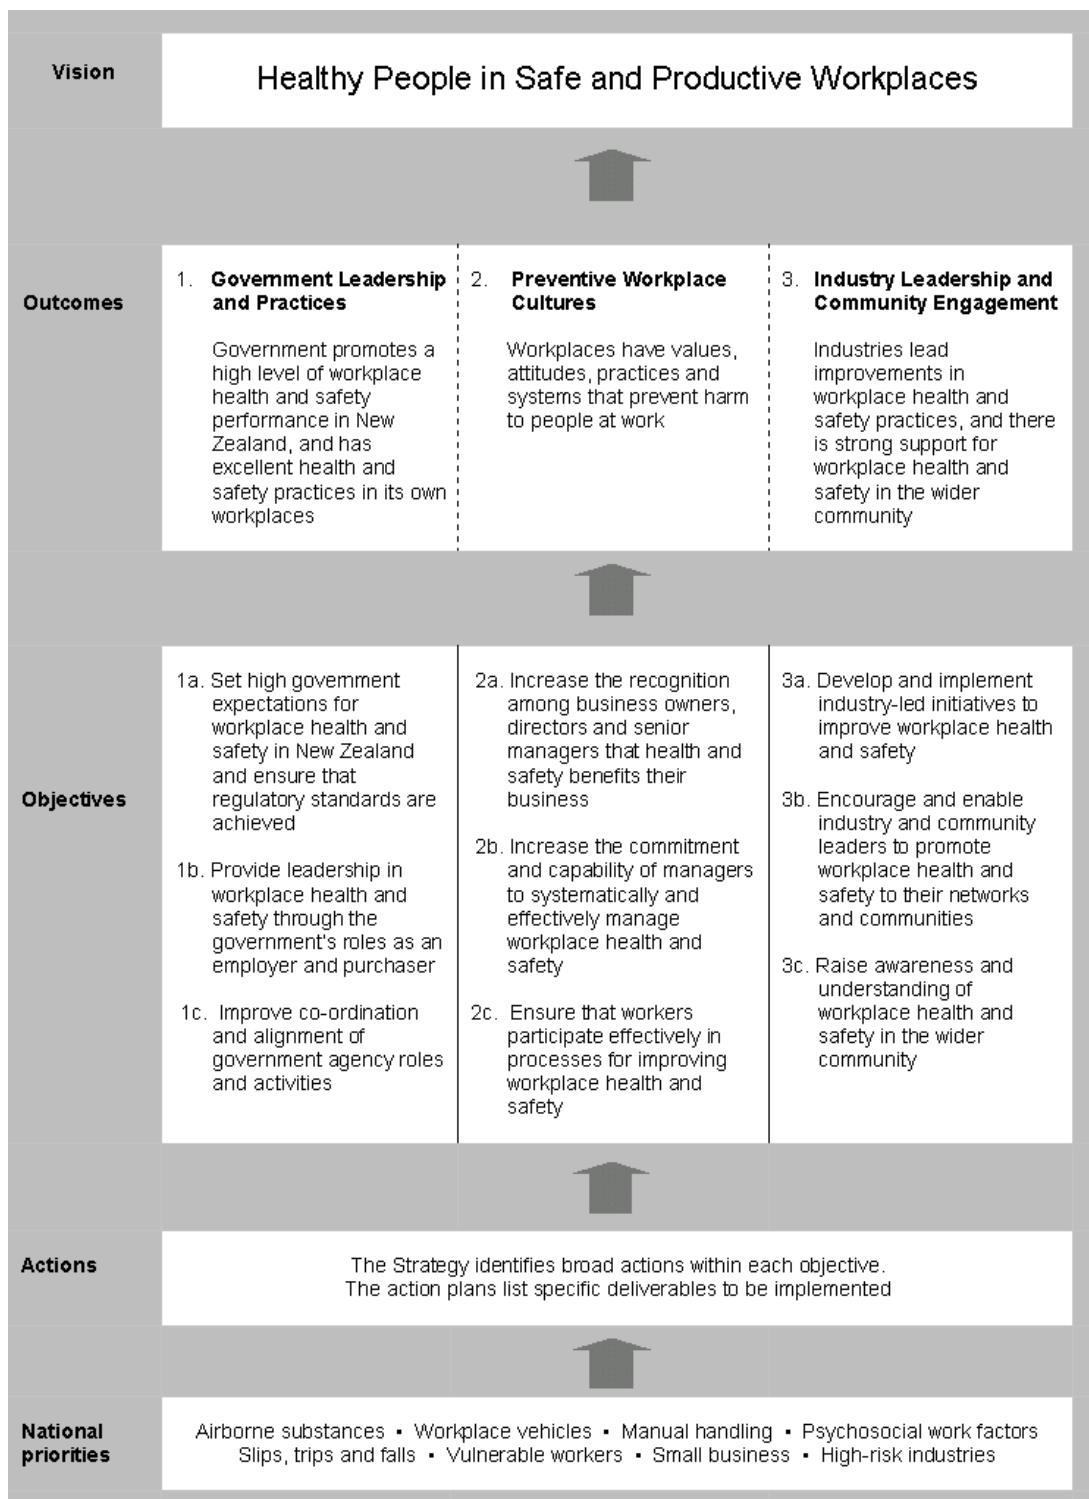 Vision
Healthy People in Safe and Productive Workplaces
Outcomes
1. Government Leadership
and Practices
Government promotes a
high level of workplace
health and safety
performance in New
Zealand, and has
excellent health and
safety practices in its own
workplaces
2. Preventive Workplace
Cultures
Workplaces have values,
attitudes, practices and
systems that prevent harm
to people at work
3. Industry Leadership and
Community Engagement
Industries lead
improvements in
workplace health and
safety practices, and there
is strong support for
workplace health and
safety in the wider
community
Objectives
1a. Set high government
expectations for
workplace health and
safety in New Zealand
and ensure that
regulatory standards are
achieved
1b. Provide leadership in
workplace health and
safety through the
government's roles as an
employer and purchaser
1c. Improve co-ordination
and alignment of
government agency roles
and activities
2a. Increase the recognition
among business owners,
directors and senior
managers that health and
safety benefits their
business
2b. Increase the commitment
and capability of managers
to systematically and
effectively manage
workplace health and
safety
2c. Ensure that workers
participate effectively in
processes for improving
workplace health and
safety
3a. Develop and implement
industry-led initiatives to
improve workplace health
and safety
3b. Encourage and enable
industry and community
leaders to promote
workplace health and
safety to their networks
and communities
3c. Raise awareness and
understanding of
workplace health and
safety in the wider
community
Actions
The Strategy identifies broad actions within each objective.
The action plans list specific deliverables to be implemented
National
priorities
Airborne substances ▪ Workplace vehicles ▪ Manual handling ▪ Psychosocial work factors
Slips, trips and falls ▪ Vulnerable workers ▪ Small business ▪ High-risk industries